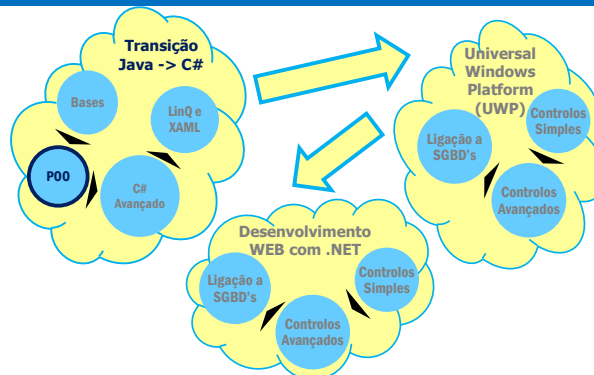 Transição
Java -> C#
Bases
LinQ e
XAML
POO
C#
Avançado
Universal
Windows
Platform
(UWP)
Controlos
Simples
Ligação a
SGBD's
Controlos
Avançados
Desenvolvimento
WEB com .NET
Ligação a
SGBD's
Controlos
Simples
Controlos
Avançados